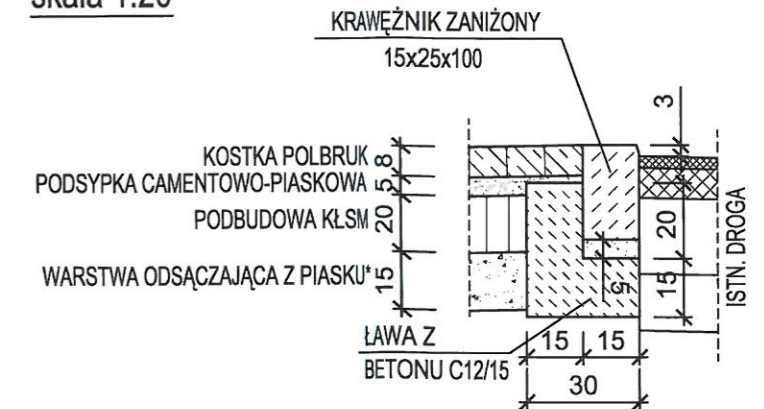 skala 1:20
KRAWĘŻNIK ZANIŻONY
15x25x100
3
KOSTKA POLBRUK 8
PODSYPKA CAMENTOWO-PIASKOWA 5
PODBUDOWA KŁSM 20
20
WARSTWA ODSĄCZAJĄCA Z PIASKU* 15
5
15
ISTN. DROGA
ŁAWA Z
BETONU C12/15
15 15
30